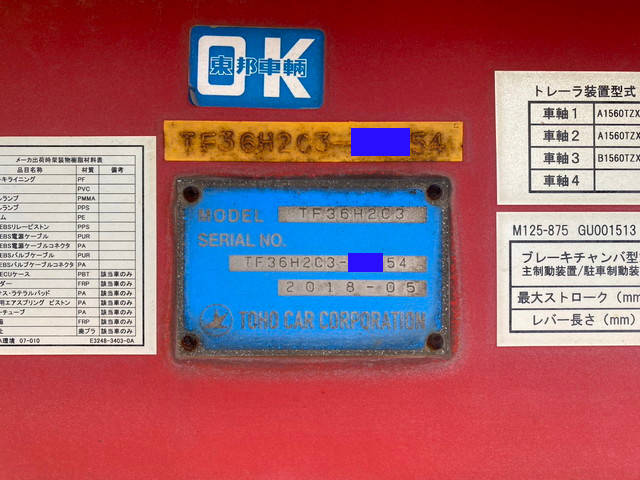 OK
東邦車輛
TF36H2C3-
54
MODEL TF36H2C3
SERIAL NO.
TF36H2C3- 54
2018-05
TOHO CAR CORPORATION
メーカ出荷時架装物樹脂材料表
品目名称 材質 備考
キライニング PF
PVC
ルランプ PMMA
ルランプ PPS
ム PE
EBSリレーピストン PPS
EBS電源ケーブル PUR
EBS電源ケーブルコネクタ PA
EBSバルブケーブル PUR
EBSバルブケーブルコネクタ PA
ECUケース PBT 該当車のみ
ダー FRP 該当車のみ
ス・ラテラルパッド PA 該当車のみ
用エアスプリング ピストン PA 該当車のみ
ーチューブ PA 該当車のみ
FRP 該当車のみ
廃プラ 該当車のみ
環境 07-010 E3248-3403-0A
トレーラ装置型式
車軸1 A1560TZX
車軸2 A1560TZX
車軸3 B1560TZX
車軸4
M125-875 GU001513
ブレーキチャンバ型
主制動装置/駐車制動装
最大ストローク (mm
レバー長さ (mm)